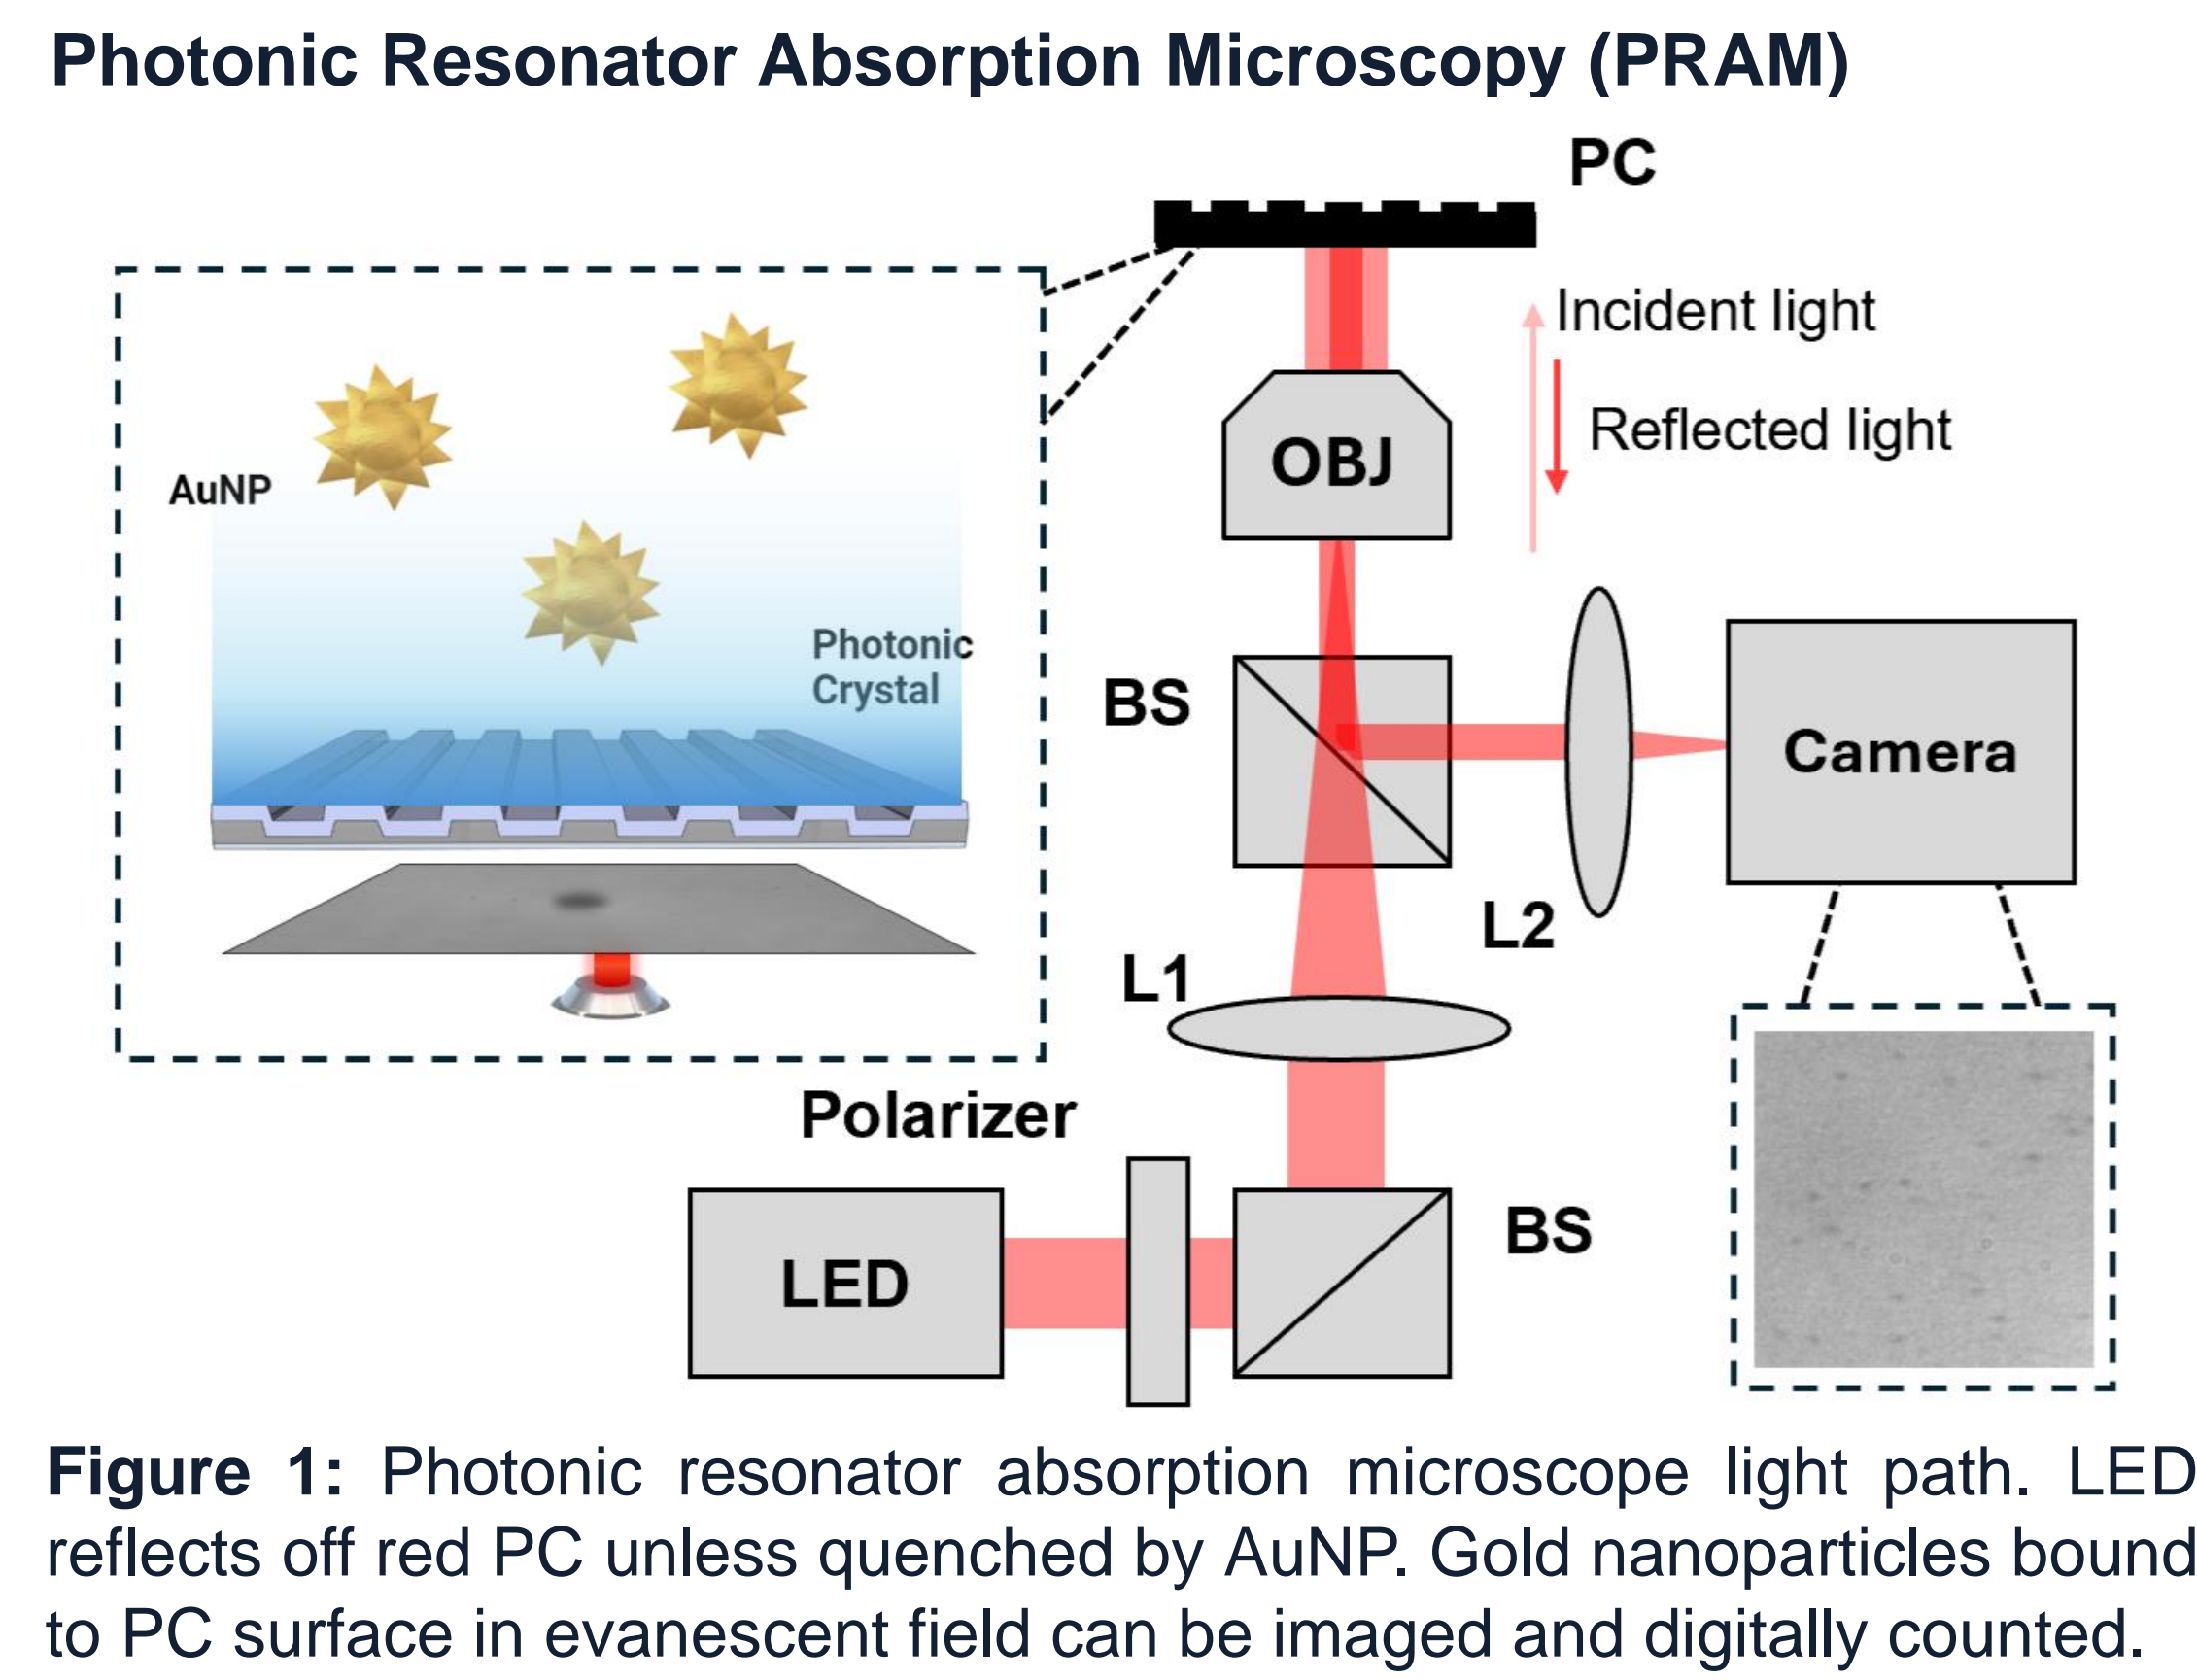 Photonic Resonator Absorption Microscopy (PRAM)
PC
Incident light
Reflected light
OBJ
AuNP
Photonic
Crystal
BS
Camera
L2
L1
Polarizer
LED
BS
Figure 1: Photonic resonator absorption microscope light path. LED
reflects off red PC unless quenched by AuNP. Gold nanoparticles bound
to PC surface in evanescent field can be imaged and digitally counted.